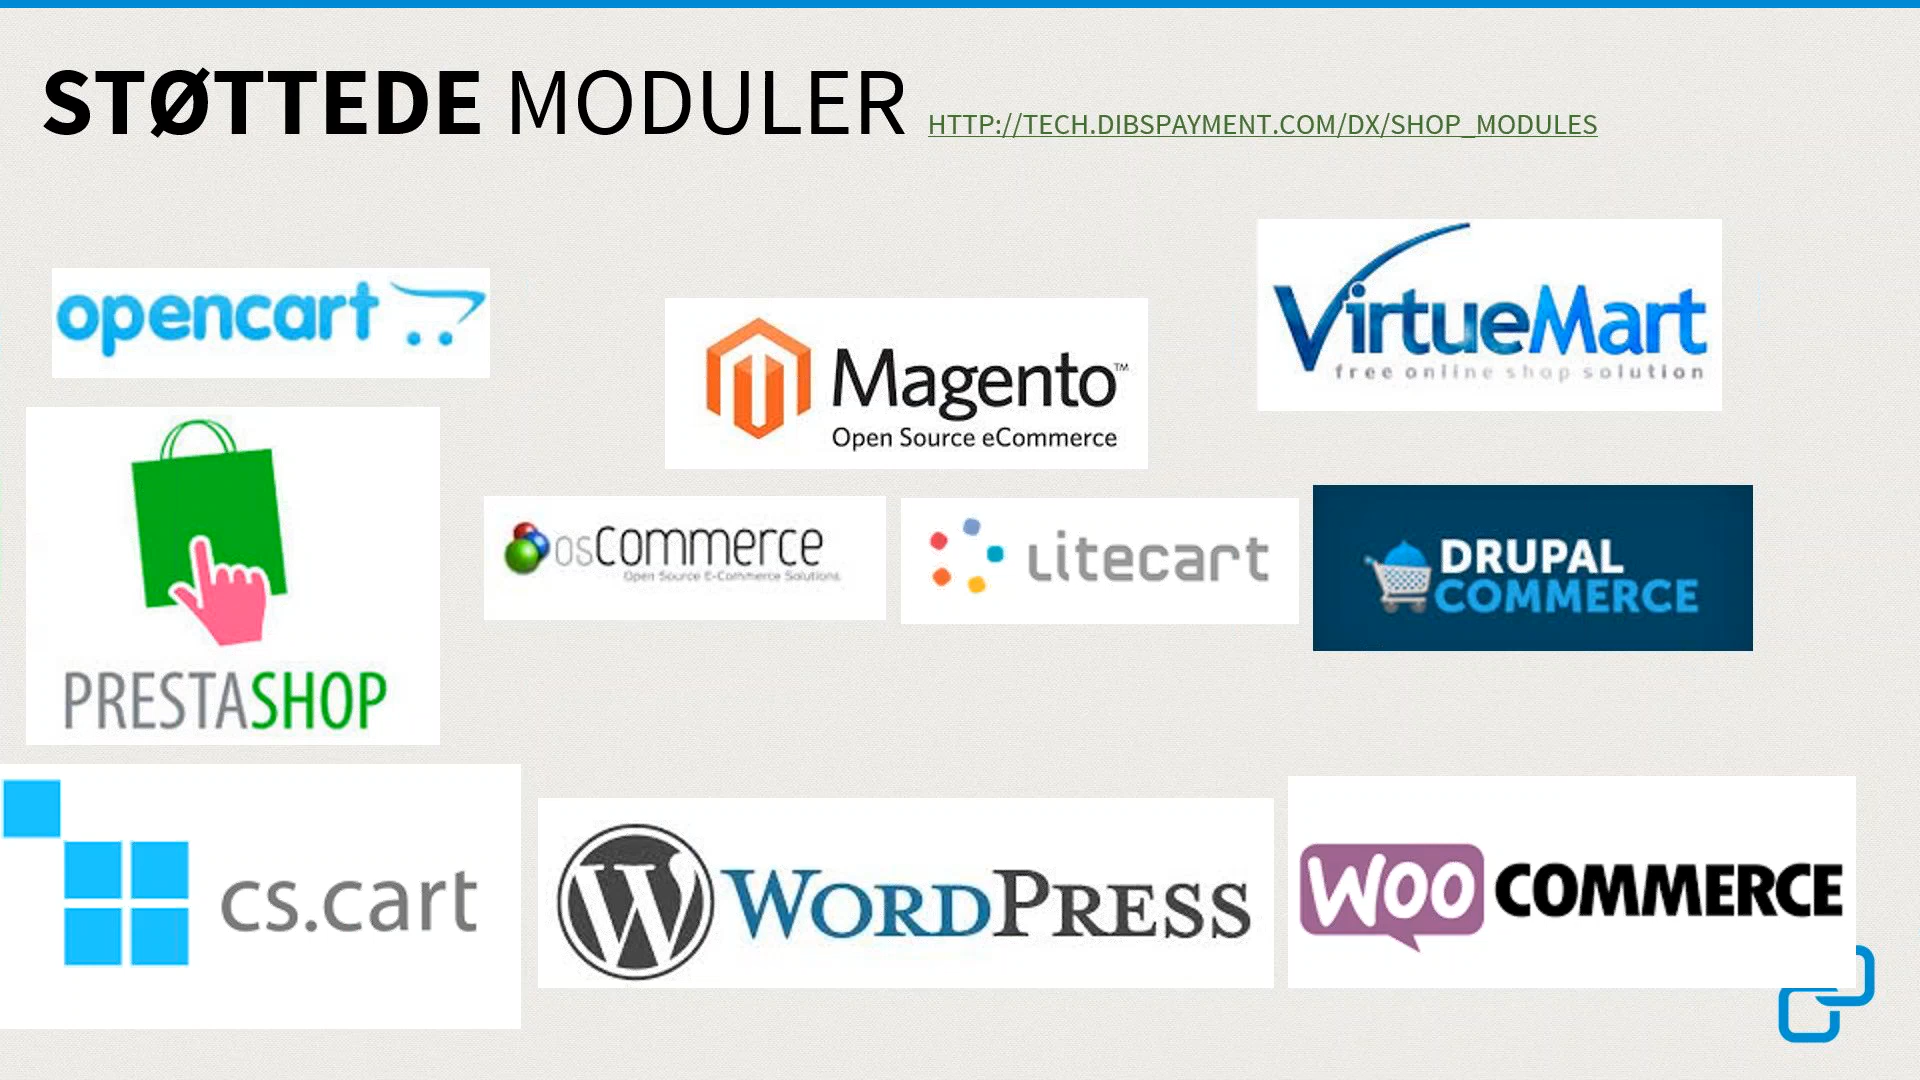 STØTTEDE MODULER HTTP://TECH.DIBSPAYMENT.COM/DX/SHOP_MODULES
opencart
Magento™
Open Source eCommerce
VirtueMart
free online shop solution
PRESTASHOP
osCommerce
Open Source E-Commerce Solutions
Litecart
DRUPAL
COMMERCE
cs.cart
WORDPRESS
WOO COMMERCE